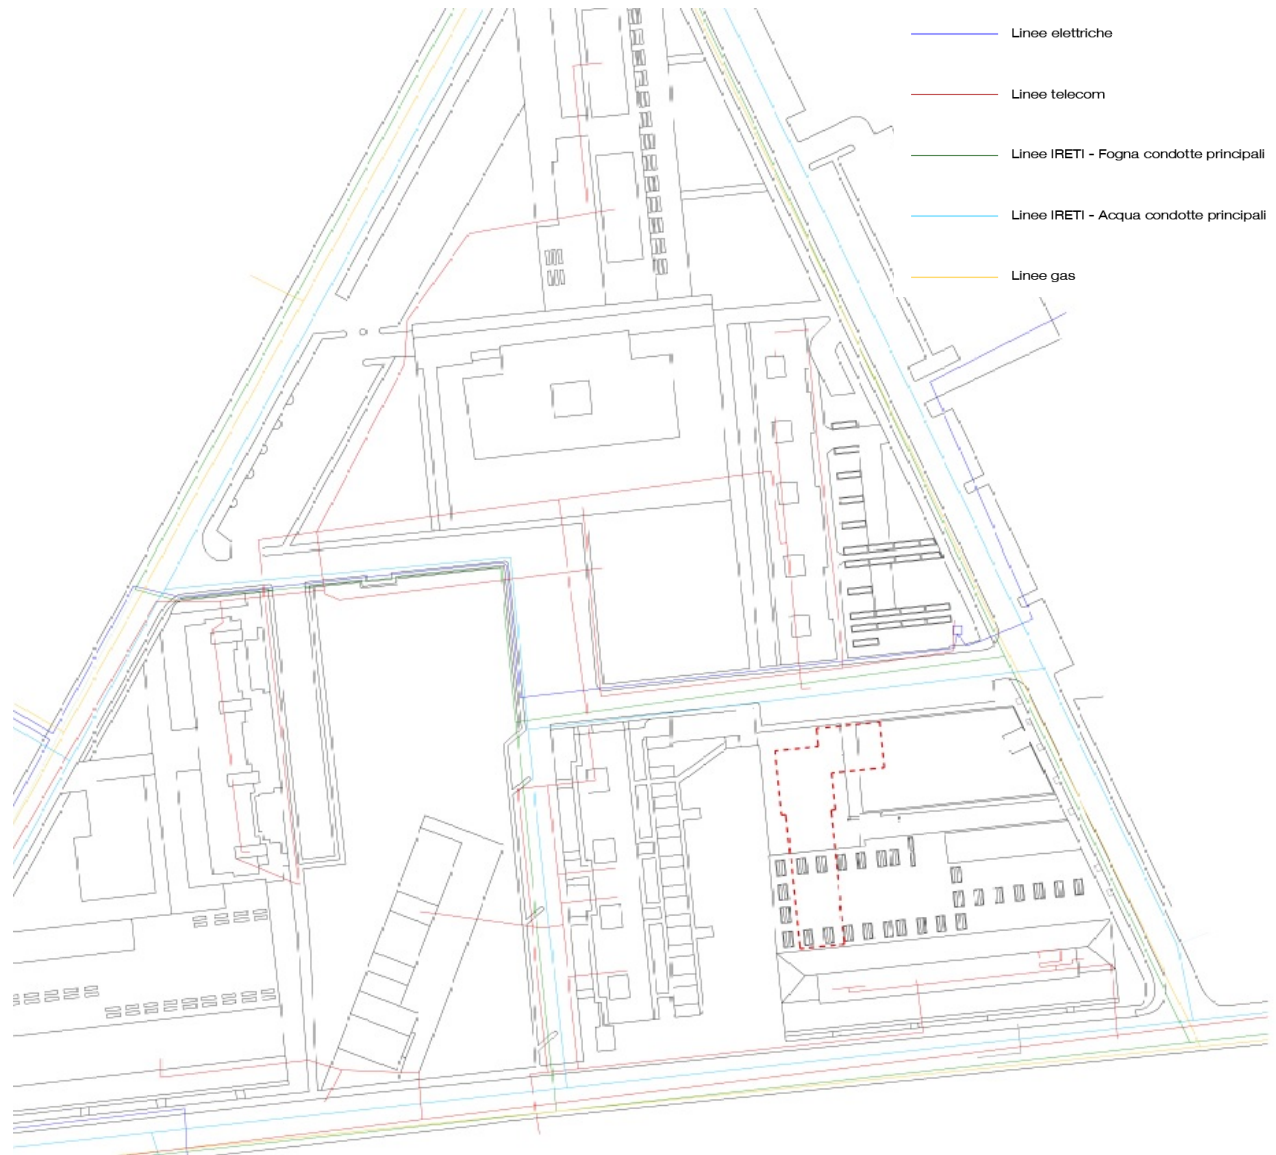 Linee elettriche
Linee telecom
Linee IRETI - Fogna condotte principali
Linee IRETI - Acqua condotte principali
Linee gas